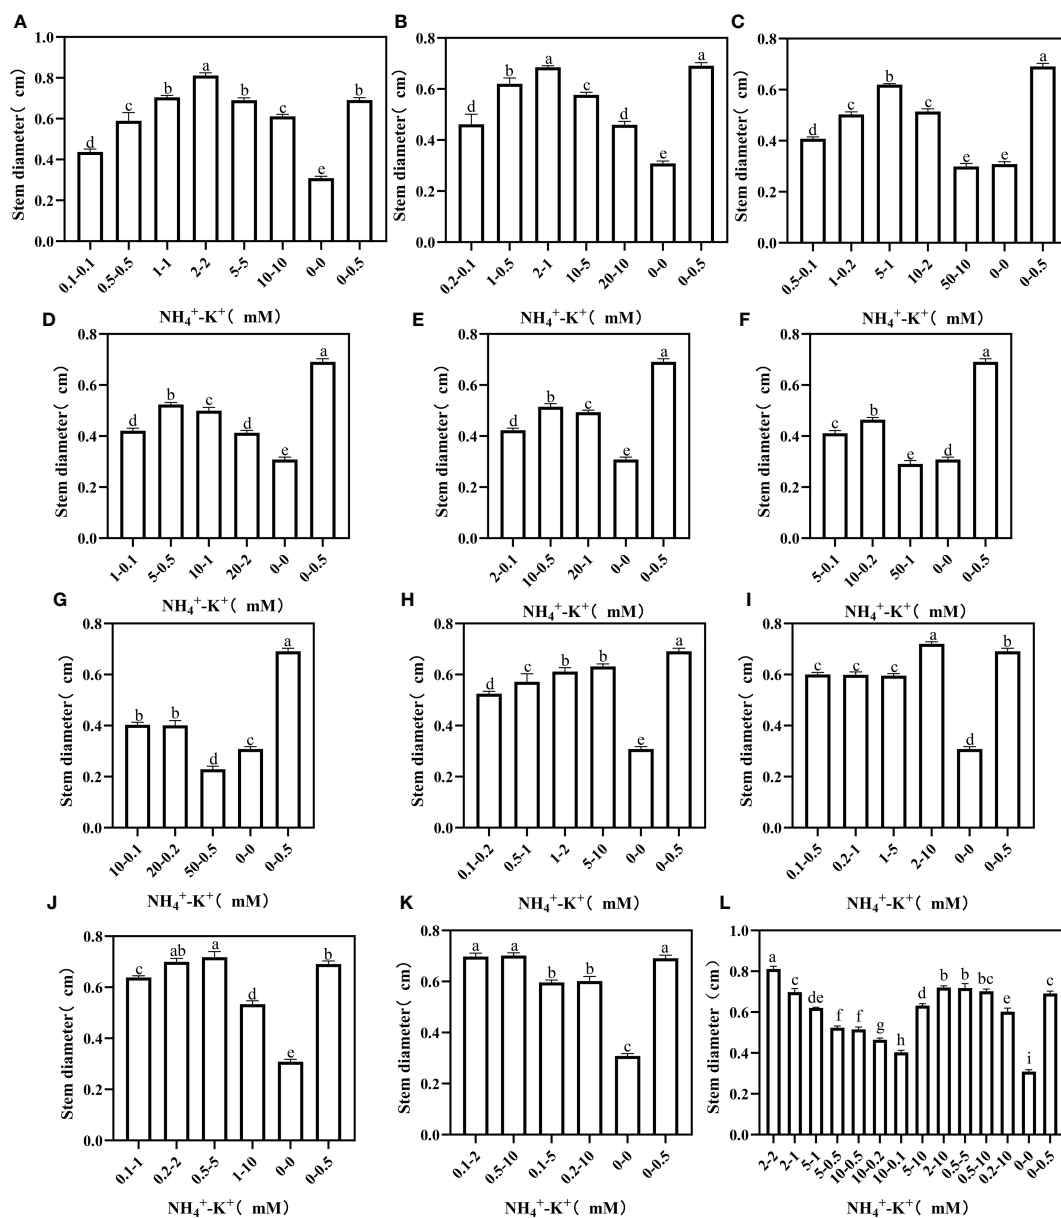 A
Stem diameter( cm)
1.0
0.8
0.6
0.4
0.2
0.0
d
c
b
a
b
c
e
b
0.1-0.1
0.5-0.5
1-1
2-2
5-5
10-10
0-0
0-0.5
NH₄⁺-K⁺( mM)
B
Stem diameter( cm)
0.8
0.6
0.4
0.2
0.0
d
b
a
c
d
e
a
0.2-0.1
1-0.5
2-1
10-5
20-10
0-0
0-0.5
NH₄⁺-K⁺( mM)
C
Stem diameter( cm)
0.8
0.6
0.4
0.2
0.0
d
c
b
c
e
e
a
0.5-0.1
1-0.2
5-1
10-2
50-10
0-0
0-0.5
NH₄⁺-K⁺( mM)
D
Stem diameter( cm)
0.8
0.6
0.4
0.2
0.0
d
b
c
d
e
a
1-0.1
5-0.5
10-1
20-2
0-0
0-0.5
NH₄⁺-K⁺( mM)
E
Stem diameter( cm)
0.8
0.6
0.4
0.2
0.0
d
b
c
e
a
2-0.1
10-0.5
20-1
0-0
0-0.5
NH₄⁺-K⁺( mM)
F
Stem diameter( cm)
0.8
0.6
0.4
0.2
0.0
c
b
e
d
a
5-0.1
10-0.2
50-1
0-0
0-0.5
NH₄⁺-K⁺( mM)
G
Stem diameter( cm)
0.8
0.6
0.4
0.2
0.0
b
b
d
c
a
10-0.1
20-0.2
50-0.5
0-0
0-0.5
NH₄⁺-K⁺( mM)
H
Stem diameter( cm)
0.8
0.6
0.4
0.2
0.0
d
c
b
b
e
a
0.1-0.2
0.5-1
1-2
5-10
0-0
0-0.5
NH₄⁺-K⁺( mM)
I
Stem diameter( cm)
0.8
0.6
0.4
0.2
0.0
c
c
c
a
d
b
0.1-0.5
0.2-1
1-5
2-10
0-0
0-0.5
NH₄⁺-K⁺( mM)
J
Stem diameter( cm)
0.8
0.6
0.4
0.2
0.0
c
ab
a
d
e
b
0.1-1
0.2-2
0.5-5
1-10
0-0
0-0.5
NH₄⁺-K⁺( mM)
K
Stem diameter( cm)
0.8
0.6
0.4
0.2
0.0
a
a
b
b
c
a
0.1-2
0.5-10
0.1-5
0.2-10
0-0
0-0.5
NH₄⁺-K⁺( mM)
L
Stem diameter( cm)
1.0
0.8
0.6
0.4
0.2
0.0
a
c
de
f
f
g
h
d
b
b
bc
e
i
c
2-2
2-1
5-1
5-0.5
10-0.5
10-0.2
10-0.1
5-10
2-10
0.5-5
0.5-10
0.2-10
0-0
0-0.5
NH₄⁺-K⁺( mM)